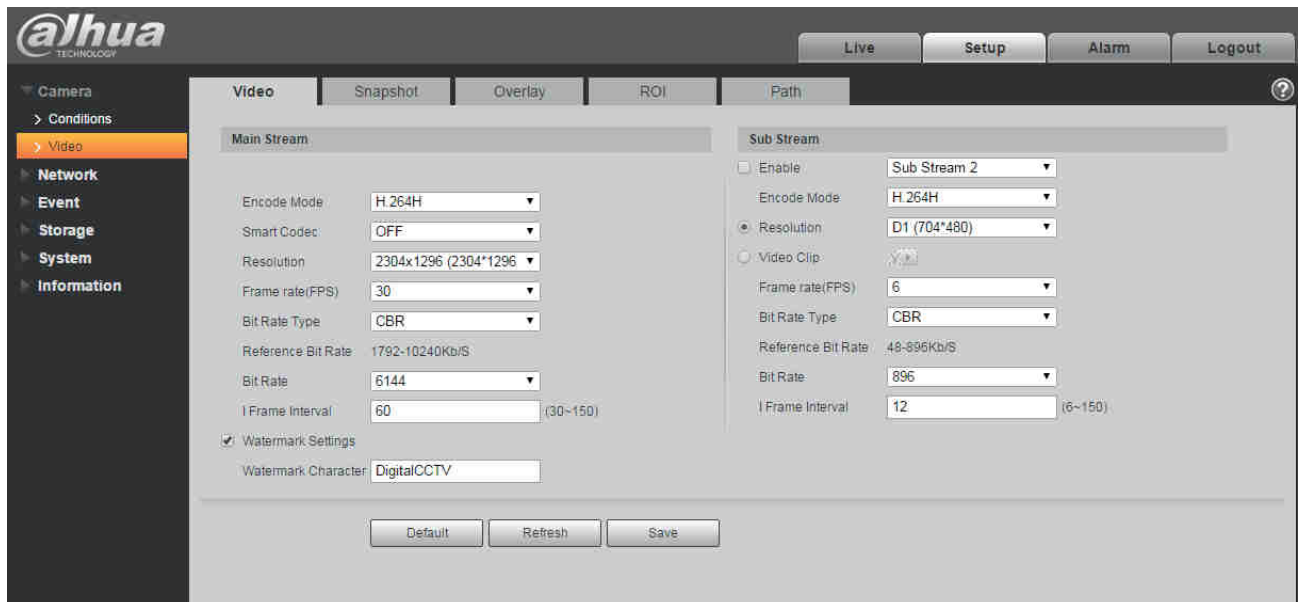 alhua
TECHNOLOGY
Live Setup Alarm Logout
Camera
Conditions
Video
Network
Event
Storage
System
Information
Video Snapshot Overlay ROI Path
Main Stream
Encode Mode H.264H
Smart Codec OFF
Resolution 2304x1296 (2304*1296
Frame rate(FPS) 30
Bit Rate Type CBR
Reference Bit Rate 1792-10240Kb/S
Bit Rate 6144
I Frame Interval 60 (30~150)
Watermark Settings
Watermark Character DigitalCCTV
Sub Stream
Enable Sub Stream 2
Encode Mode H.264H
Resolution D1 (704*480)
Video Clip
Frame rate(FPS) 6
Bit Rate Type CBR
Reference Bit Rate 48-896Kb/S
Bit Rate 896
I Frame Interval 12 (6~150)
Default Refresh Save